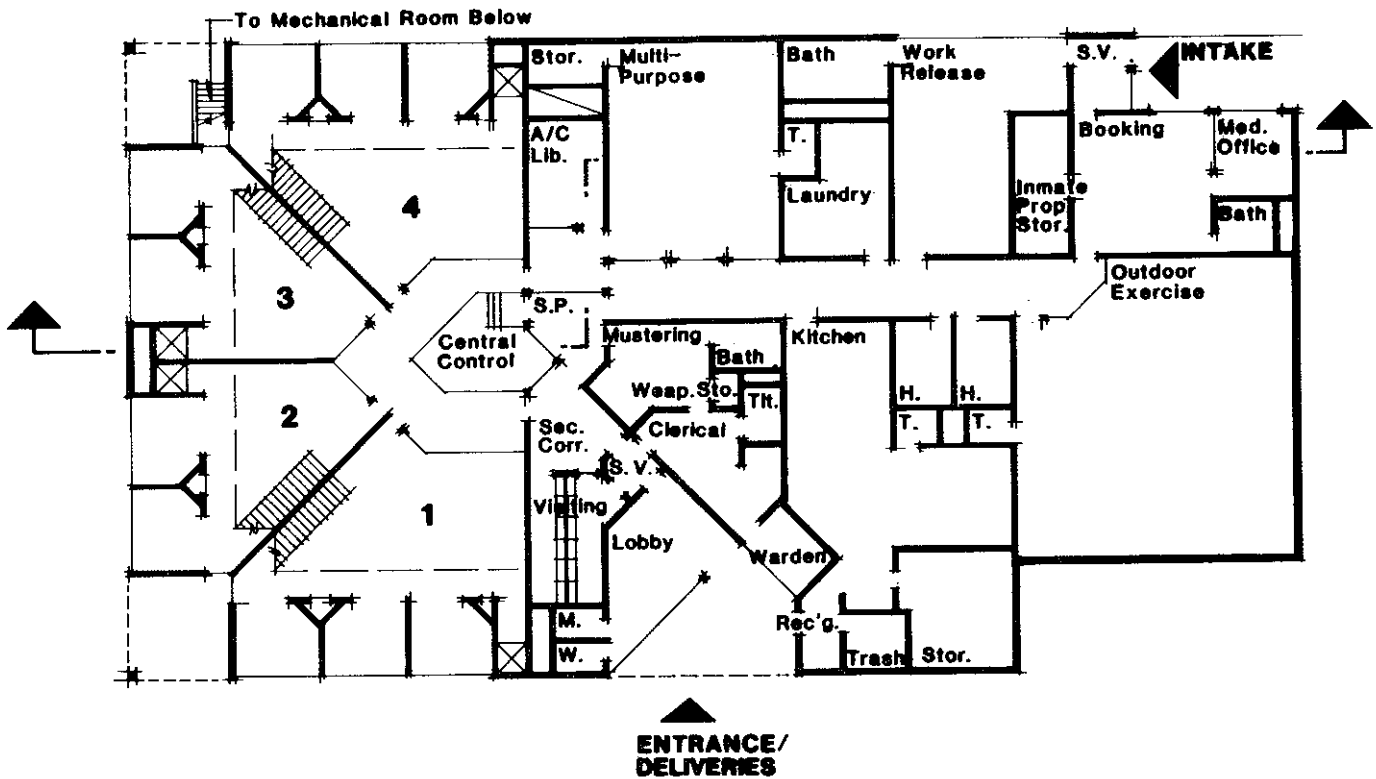 To Mechanical Room Below
Stor.
Multi-
Purpose
Bath
Work
Release
S.V.
INTAKE
A/C
Lib.
T.
Booking
Med.
Office
Laundry
Inmate
Prop
Stor.
Bath
4
3
S.P.
Outdoor
Exercise
Central
Control
Mustering
Kitchen
Bath
Weap. Sto.
Tlt.
H.
H.
2
Sec.
Corr.
Clerical
T.
T.
S.V.
1
Visiting
Lobby
Warden
M.
Rec'g.
W.
Trash
Stor.
ENTRANCE/
DELIVERIES